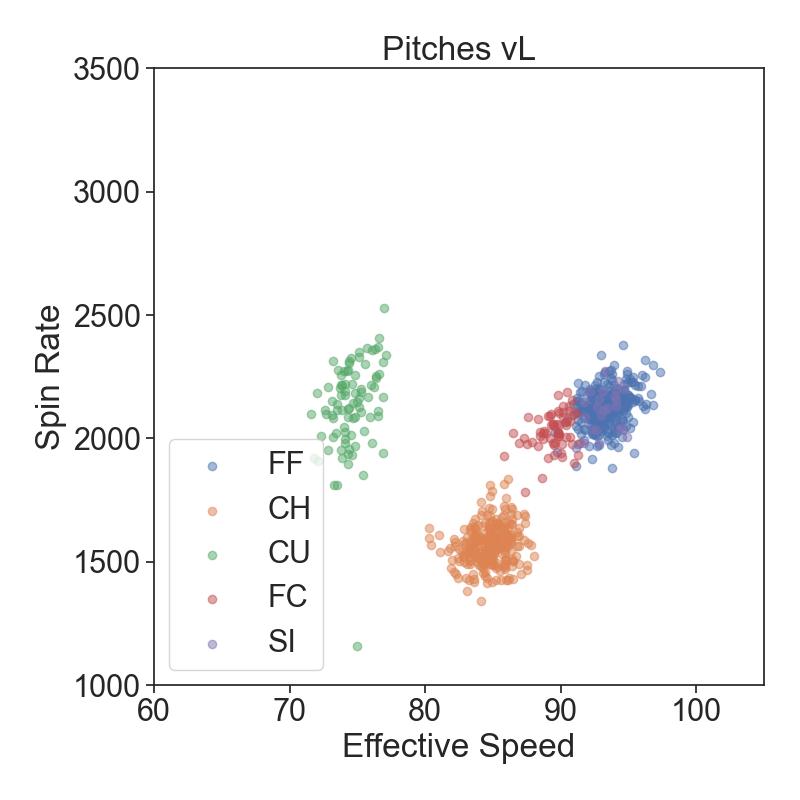 Pitches vL
3500
3000
2500
2000
1500
1000
Spin Rate
FF
CH
CU
FC
SI
60 70 80 90 100
Effective Speed